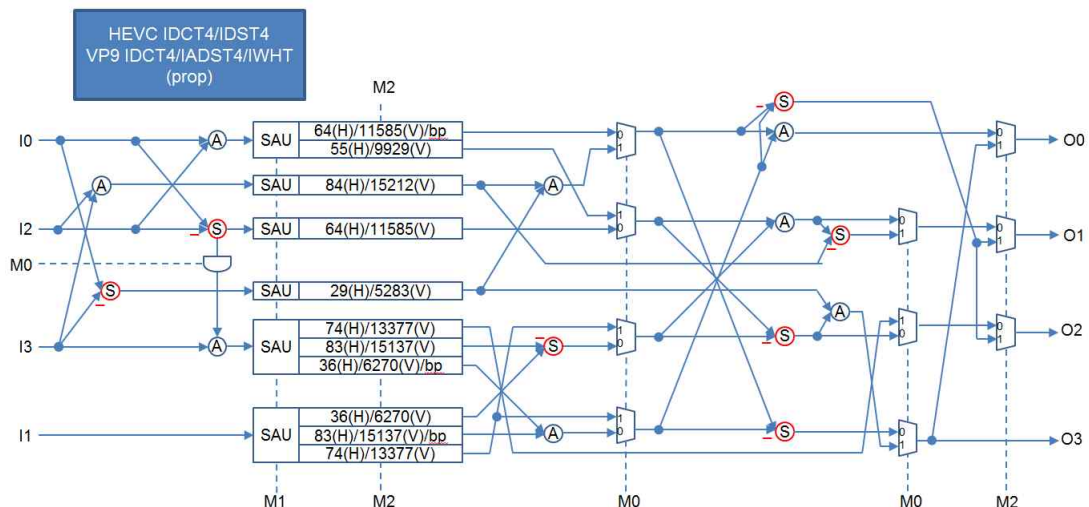 HEVC IDCT4/IDST4
VP9 IDCT4/IADST4/IWHT
(prop)
M2
S
I0
A
SAU
64(H)/11585(V)/bp
55(H)/9929(V)
0
1
A
0
1
O0
A
SAU
84(H)/15212(V)
A
I2
S
SAU
64(H)/11585(V)
1
0
A
S
0
1
0
1
O1
M0
S
SAU
29(H)/5283(V)
A
I3
A
SAU
74(H)/13377(V)
83(H)/15137(V)
36(H)/6270(V)/bp
S
1
0
S
1
0
0
1
O2
I1
SAU
36(H)/6270(V)
83(H)/15137(V)/bp
74(H)/13377(V)
A
1
0
S
0
1
O3
M1
M2
M0
M0
M2